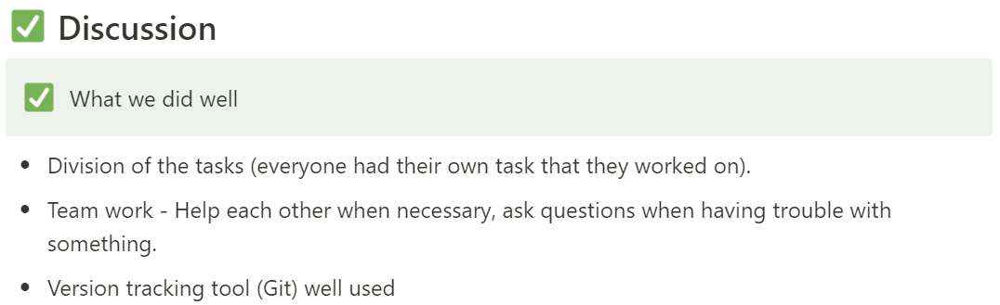 Discussion
What we did well
Division of the tasks (everyone had their own task that they worked on).
Team work - Help each other when necessary, ask questions when having trouble with
something.
Version tracking tool (Git) well used